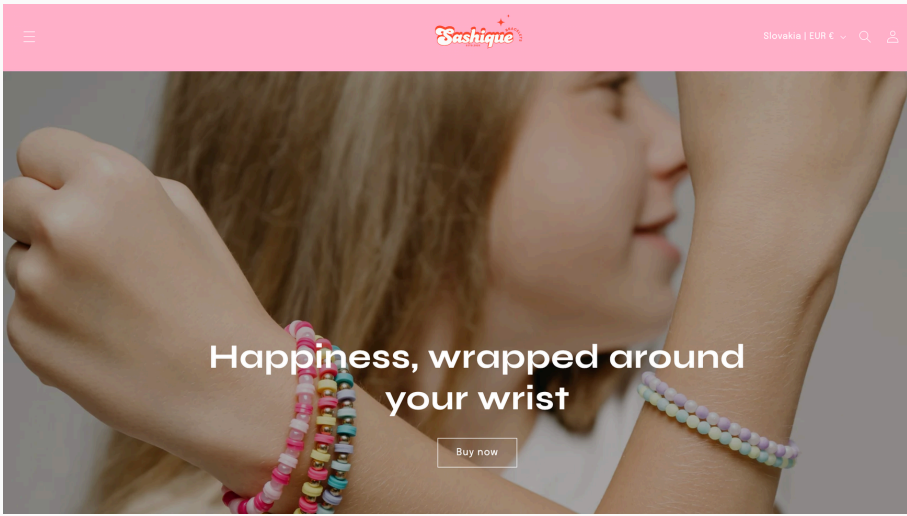 Sashique
Slovakia | EUR €
Happiness, wrapped around
your wrist
Buy now